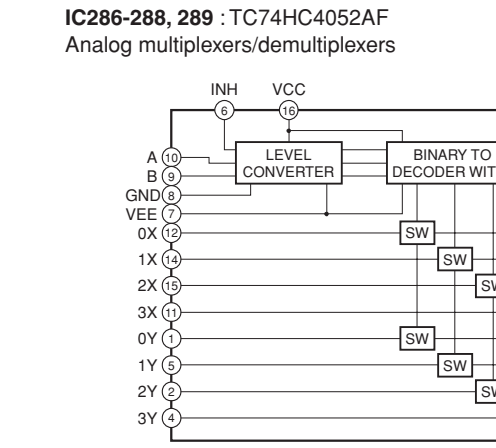 IC286-288, 289 : TC74HC4052AF
Analog multiplexers/demultiplexers
INH VCC
6 16
A 10 LEVEL BINARY TO
B 9 CONVERTER DECODER WIT
GND 8
VEE 7
0X 12 SW
1X 14 SW
2X 15 SW
3X 11
0Y 1 SW
1Y 5 SW
2Y 2 SW
3Y 4